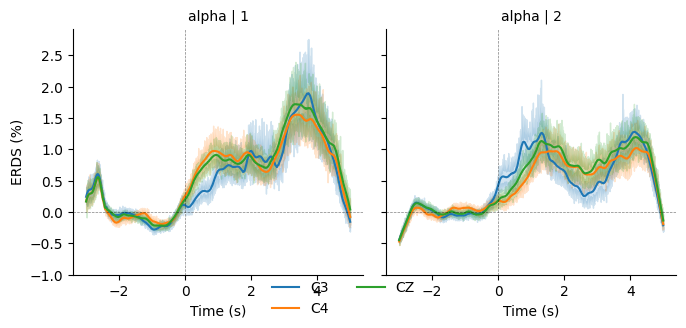 alpha | 1
alpha | 2
ERDS (%)
2.5
2.0
1.5
1.0
0.5
0.0
−0.5
−1.0
−2 0 2 4
−2 0 2 4
Time (s)
Time (s)
C3
C4
CZ